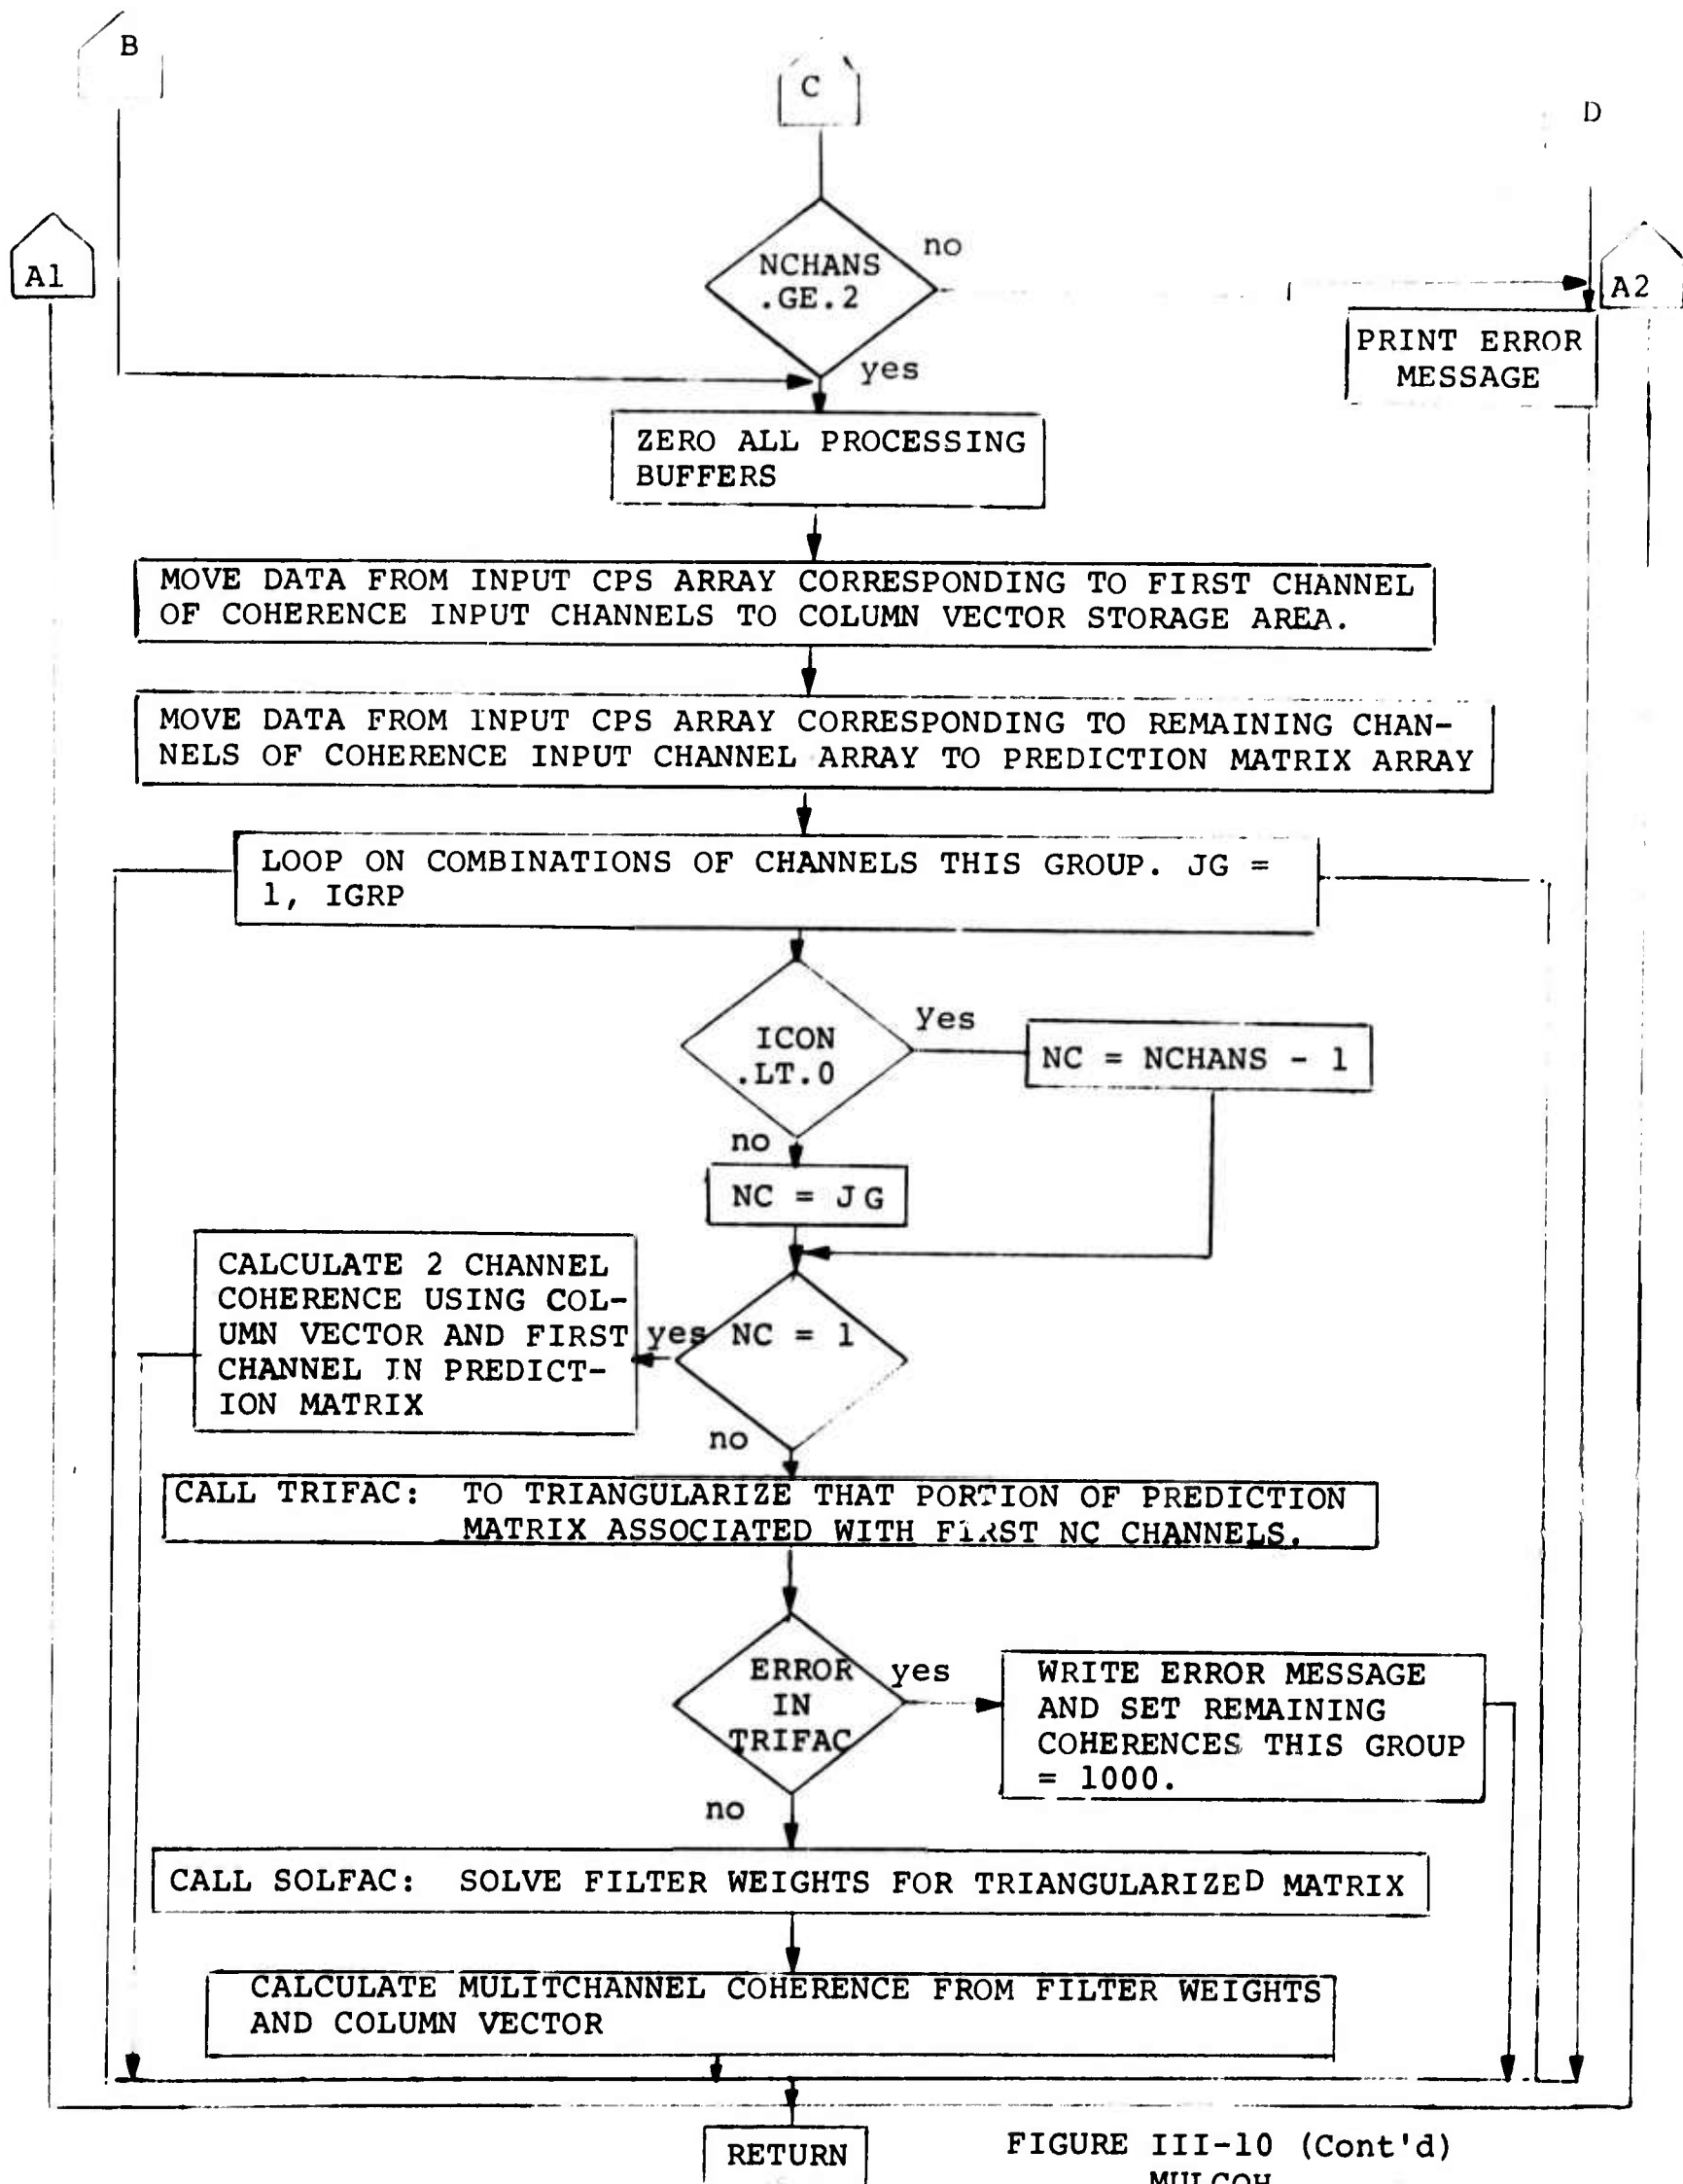 B
C
D
A1
NCHANS
.GE.2
no
yes
A2
PRINT ERROR
MESSAGE
ZERO ALL PROCESSING
BUFFERS
MOVE DATA FROM INPUT CPS ARRAY CORRESPONDING TO FIRST CHANNEL
OF COHERENCE INPUT CHANNELS TO COLUMN VECTOR STORAGE AREA.
MOVE DATA FROM INPUT CPS ARRAY CORRESPONDING TO REMAINING CHAN-
NELS OF COHERENCE INPUT CHANNEL ARRAY TO PREDICTION MATRIX ARRAY
LOOP ON COMBINATIONS OF CHANNELS THIS GROUP. JG =
1, IGRP
ICON
.LT.0
yes
NC = NCHANS - 1
no
NC = JG
CALCULATE 2 CHANNEL
COHERENCE USING COL-
UMN VECTOR AND FIRST
CHANNEL IN PREDICT-
ION MATRIX
yes
NC = 1
no
CALL TRIFAC: TO TRIANGULARIZE THAT PORTION OF PREDICTION
MATRIX ASSOCIATED WITH FIRST NC CHANNELS.
ERROR
IN
TRIFAC
yes
WRITE ERROR MESSAGE
AND SET REMAINING
COHERENCES THIS GROUP
= 1000.
no
CALL SOLFAC: SOLVE FILTER WEIGHTS FOR TRIANGULARIZED MATRIX
CALCULATE MULITCHANNEL COHERENCE FROM FILTER WEIGHTS
AND COLUMN VECTOR
RETURN
FIGURE III-10 (Cont'd)
MULCOH